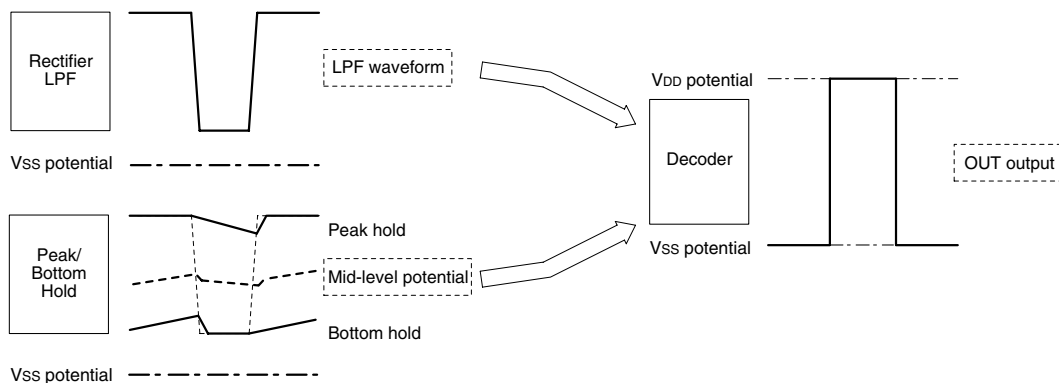 Rectifier
LPF
LPF waveform
Vss potential
Peak/
Bottom
Hold
Peak hold
Mid-level potential
Bottom hold
Vss potential
VDD potential
Decoder
Vss potential
OUT output